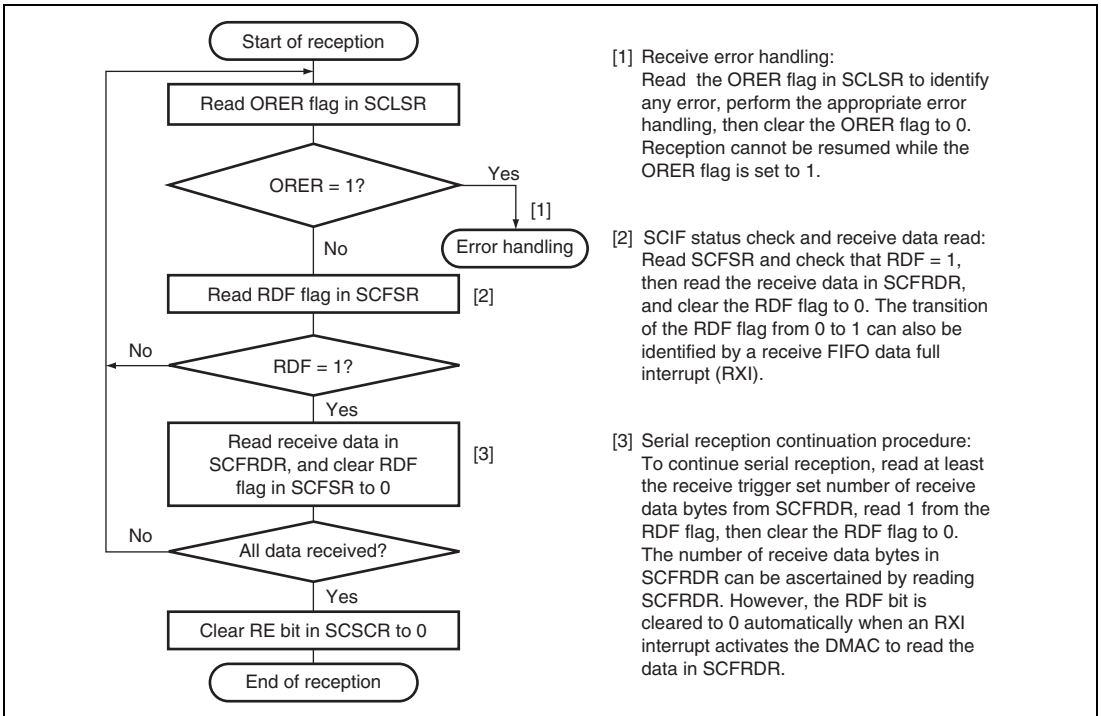 Start of reception
Read ORER flag in SCLSR
ORER = 1?
Yes
[1]
Error handling
No
Read RDF flag in SCFSR
[2]
No
RDF = 1?
Yes
Read receive data in
SCFRDR, and clear RDF
flag in SCFSR to 0
[3]
No
All data received?
Yes
Clear RE bit in SCSCR to 0
End of reception
[1] Receive error handling:
Read the ORER flag in SCLSR to identify
any error, perform the appropriate error
handling, then clear the ORER flag to 0.
Reception cannot be resumed while the
ORER flag is set to 1.
[2] SCIF status check and receive data read:
Read SCFSR and check that RDF = 1,
then read the receive data in SCFRDR,
and clear the RDF flag to 0. The transition
of the RDF flag from 0 to 1 can also be
identified by a receive FIFO data full
interrupt (RXI).
[3] Serial reception continuation procedure:
To continue serial reception, read at least
the receive trigger set number of receive
data bytes from SCFRDR, read 1 from the
RDF flag, then clear the RDF flag to 0.
The number of receive data bytes in
SCFRDR can be ascertained by reading
SCFRDR. However, the RDF bit is
cleared to 0 automatically when an RXI
interrupt activates the DMAC to read the
data in SCFRDR.